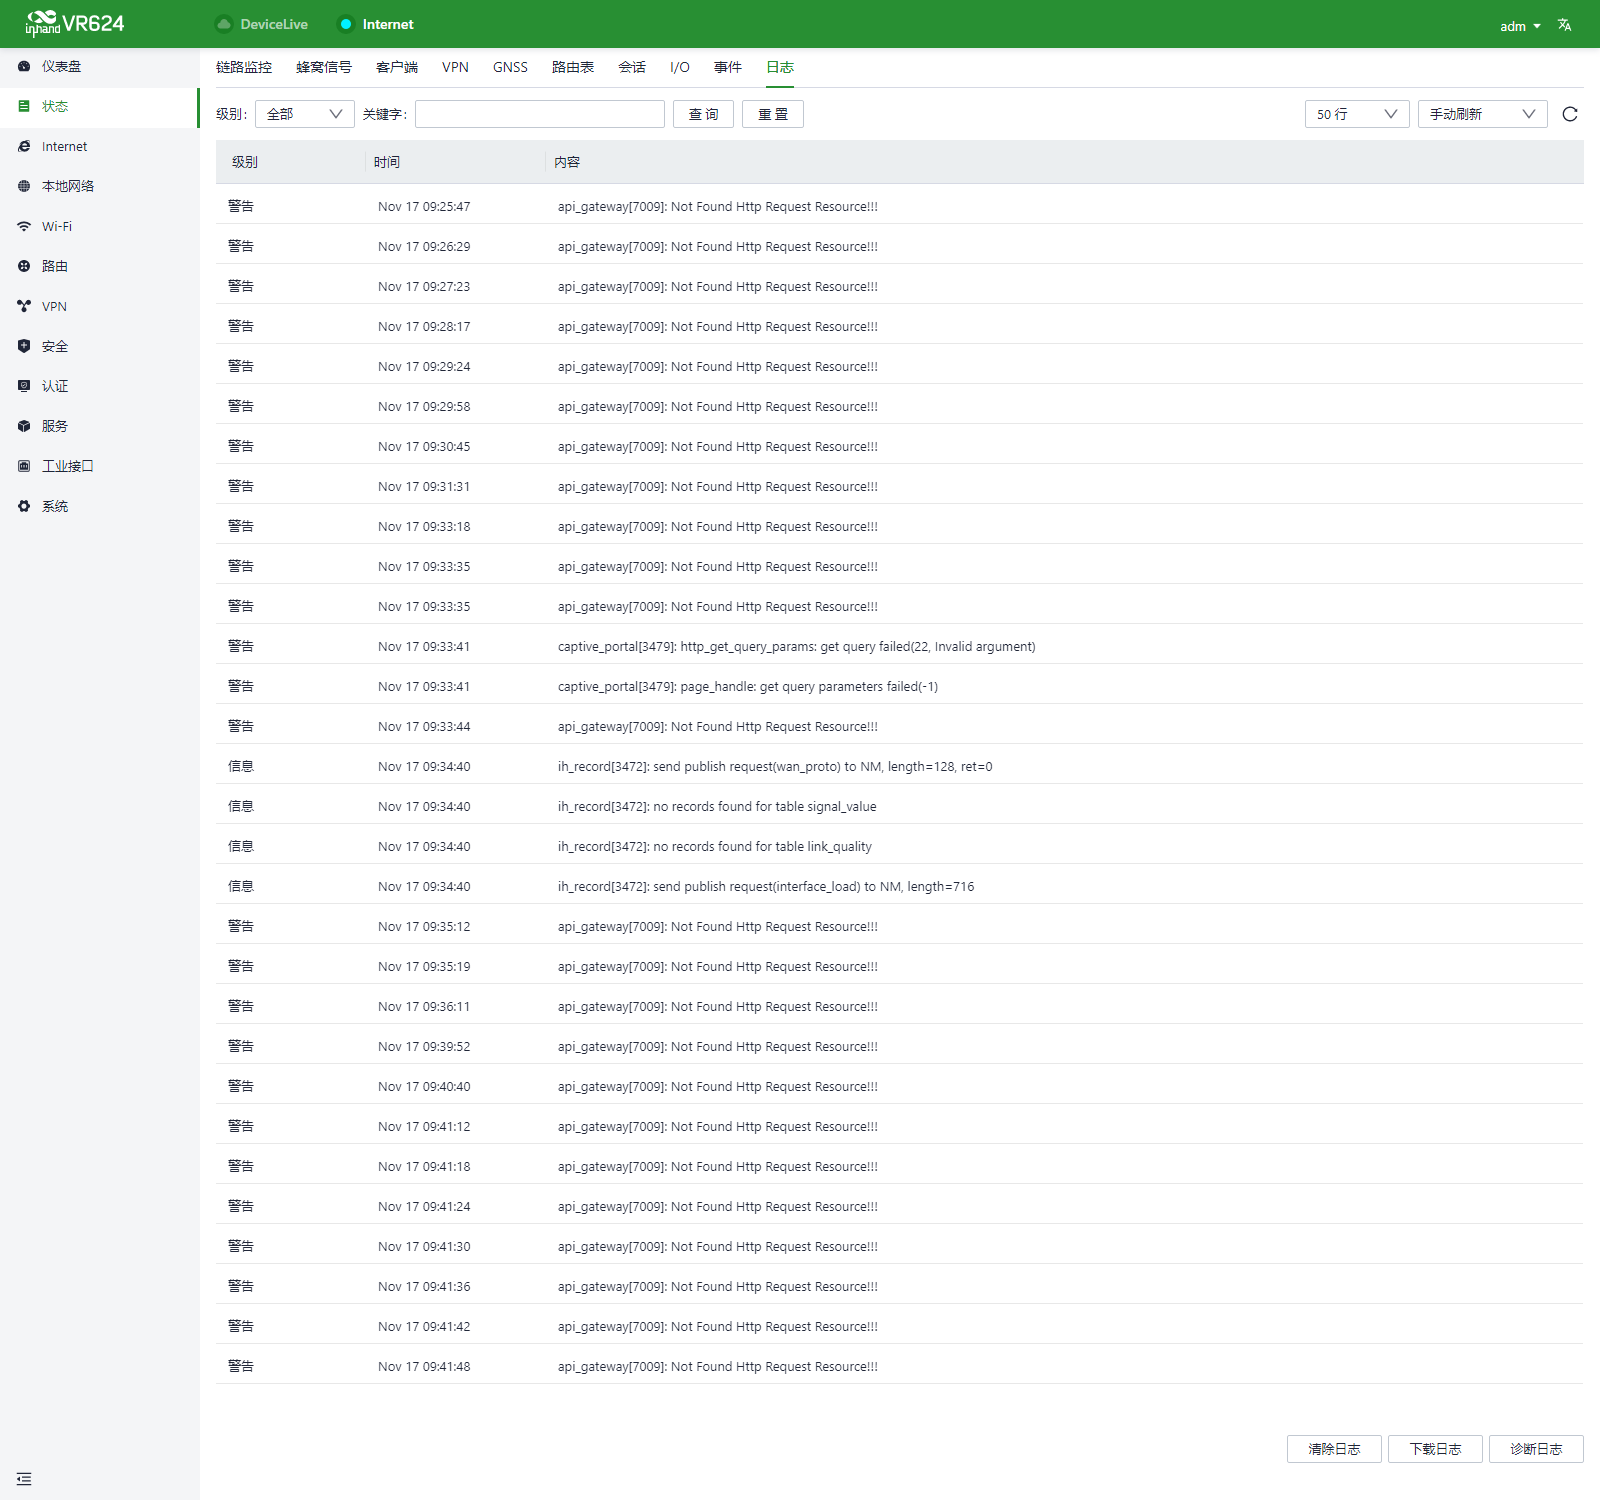 inhand VR624 DeviceLive Internet adm
仪表盘
状态
Internet
本地网络
Wi-Fi
路由
VPN
安全
认证
服务
工业接口
系统
链路监控 蜂窝信号 客户端 VPN GNSS 路由表 会话 I/O 事件 日志
级别: 全部 关键字: 查 询 重 置 50 行 手动刷新
级别 时间 内容
警告 Nov 17 09:25:47 api_gateway[7009]: Not Found Http Request Resource!!!
警告 Nov 17 09:26:29 api_gateway[7009]: Not Found Http Request Resource!!!
警告 Nov 17 09:27:23 api_gateway[7009]: Not Found Http Request Resource!!!
警告 Nov 17 09:28:17 api_gateway[7009]: Not Found Http Request Resource!!!
警告 Nov 17 09:29:24 api_gateway[7009]: Not Found Http Request Resource!!!
警告 Nov 17 09:29:58 api_gateway[7009]: Not Found Http Request Resource!!!
警告 Nov 17 09:30:45 api_gateway[7009]: Not Found Http Request Resource!!!
警告 Nov 17 09:31:31 api_gateway[7009]: Not Found Http Request Resource!!!
警告 Nov 17 09:33:18 api_gateway[7009]: Not Found Http Request Resource!!!
警告 Nov 17 09:33:35 api_gateway[7009]: Not Found Http Request Resource!!!
警告 Nov 17 09:33:35 api_gateway[7009]: Not Found Http Request Resource!!!
警告 Nov 17 09:33:41 captive_portal[3479]: http_get_query_params: get query failed(22, Invalid argument)
警告 Nov 17 09:33:41 captive_portal[3479]: page_handle: get query parameters failed(-1)
警告 Nov 17 09:33:44 api_gateway[7009]: Not Found Http Request Resource!!!
信息 Nov 17 09:34:40 ih_record[3472]: send publish request(wan_proto) to NM, length=128, ret=0
信息 Nov 17 09:34:40 ih_record[3472]: no records found for table signal_value
信息 Nov 17 09:34:40 ih_record[3472]: no records found for table link_quality
信息 Nov 17 09:34:40 ih_record[3472]: send publish request(interface_load) to NM, length=716
警告 Nov 17 09:35:12 api_gateway[7009]: Not Found Http Request Resource!!!
警告 Nov 17 09:35:19 api_gateway[7009]: Not Found Http Request Resource!!!
警告 Nov 17 09:36:11 api_gateway[7009]: Not Found Http Request Resource!!!
警告 Nov 17 09:39:52 api_gateway[7009]: Not Found Http Request Resource!!!
警告 Nov 17 09:40:40 api_gateway[7009]: Not Found Http Request Resource!!!
警告 Nov 17 09:41:12 api_gateway[7009]: Not Found Http Request Resource!!!
警告 Nov 17 09:41:18 api_gateway[7009]: Not Found Http Request Resource!!!
警告 Nov 17 09:41:24 api_gateway[7009]: Not Found Http Request Resource!!!
警告 Nov 17 09:41:30 api_gateway[7009]: Not Found Http Request Resource!!!
警告 Nov 17 09:41:36 api_gateway[7009]: Not Found Http Request Resource!!!
警告 Nov 17 09:41:42 api_gateway[7009]: Not Found Http Request Resource!!!
警告 Nov 17 09:41:48 api_gateway[7009]: Not Found Http Request Resource!!!
清除日志 下载日志 诊断日志